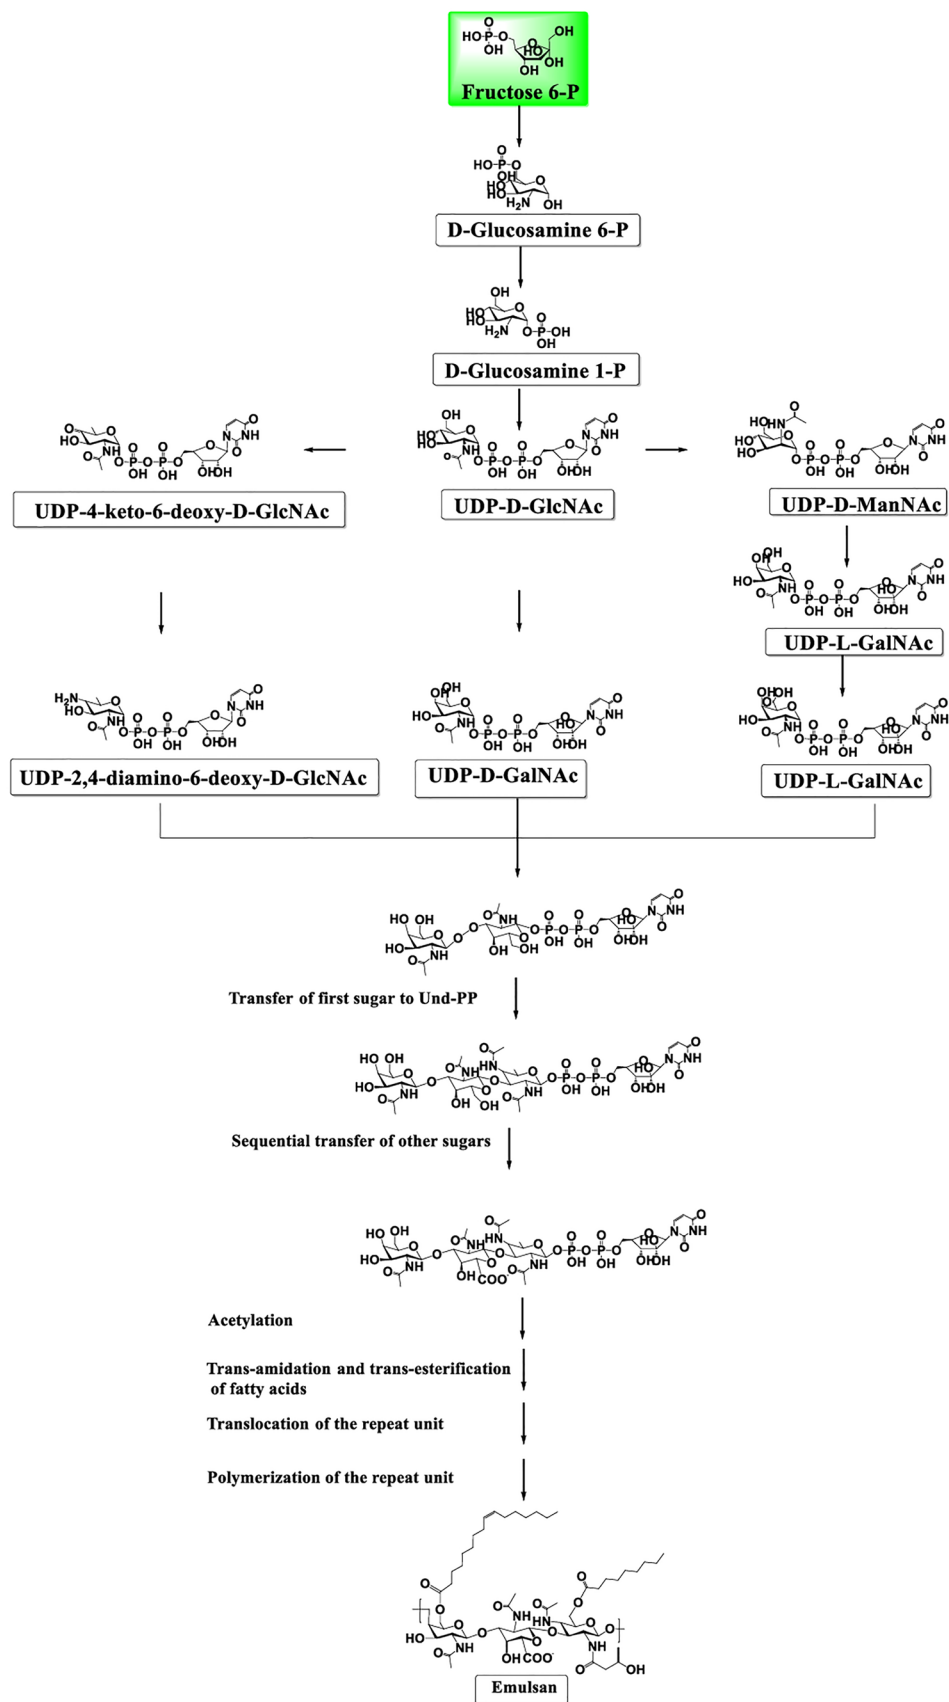 Fructose 6-P
D-Glucosamine 6-P
D-Glucosamine 1-P
UDP-4-keto-6-deoxy-D-GlcNAc
UDP-D-GlcNAc
UDP-D-ManNAc
UDP-L-GalNAc
UDP-2,4-diamino-6-deoxy-D-GlcNAc
UDP-D-GalNAc
UDP-L-GalNAc
Transfer of first sugar to Und-PP
Sequential transfer of other sugars
Acetylation
Trans-amidation and trans-esterification
of fatty acids
Translocation of the repeat unit
Polymerization of the repeat unit
Emulsan